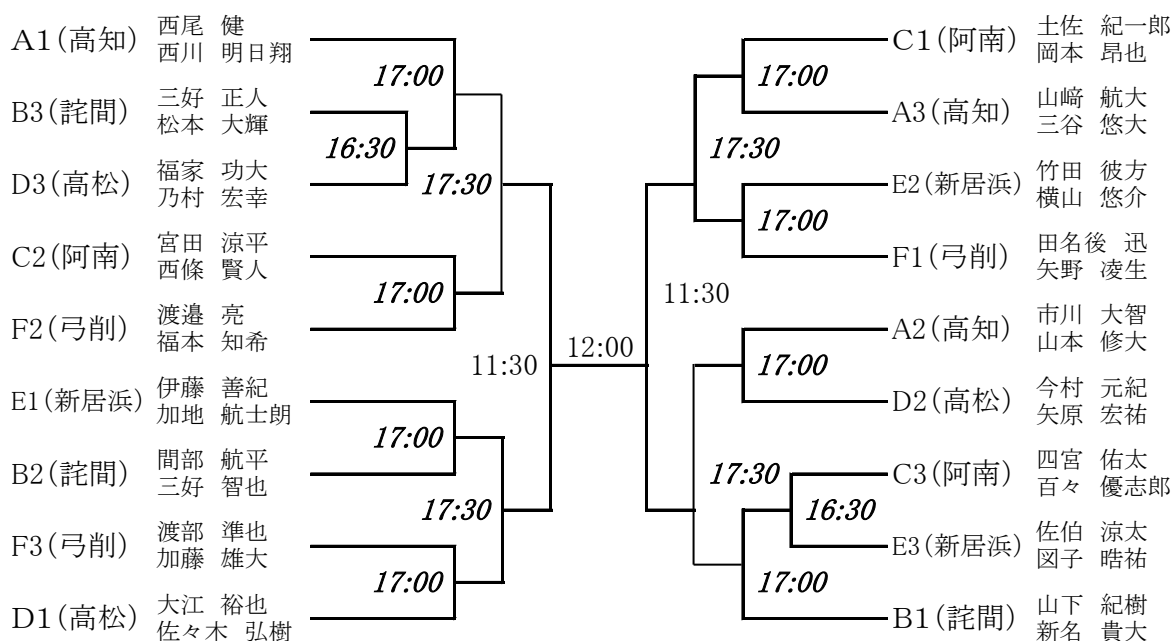 A1(高知)
西尾 健
西川 明日翔
B3(詫間)
三好 正人
松本 大輝
D3(高松)
福家 功大
乃村 宏幸
C2(阿南)
宮田 涼平
西條 賢人
F2(弓削)
渡邉 亮
福本 知希
E1(新居浜)
伊藤 善紀
加地 航士朗
B2(詫間)
間部 航平
三好 智也
F3(弓削)
渡部 準也
加藤 雄大
D1(高松)
大江 裕也
佐々木 弘樹
17:00
16:30
17:30
17:00
11:30
12:00
17:00
17:30
17:00
17:00
17:30
17:00
11:30
17:00
17:30
16:30
17:00
C1(阿南)
土佐 紀一郎
岡本 昂也
A3(高知)
山﨑 航大
三谷 悠大
E2(新居浜)
竹田 彼方
横山 悠介
F1(弓削)
田名後 迅
矢野 凌生
A2(高知)
市川 大智
山本 修大
D2(高松)
今村 元紀
矢原 宏祐
C3(阿南)
四宮 佑太
百々 優志郎
E3(新居浜)
佐伯 涼太
図子 晧祐
B1(詫間)
山下 紀樹
新名 貴大